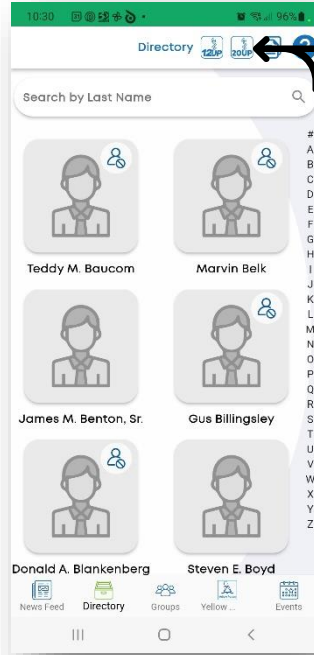 10:30
96%
Directory
12UP
20UP
?
Search by Last Name
#
A
B
C
D
E
F
G
H
I
J
K
L
M
N
O
P
Q
R
S
T
U
V
W
X
Y
Z
Teddy M. Baucom
Marvin Belk
James M. Benton, Sr.
Gus Billingsley
Donald A. Blankenberg
Steven E. Boyd
News Feed
Directory
Groups
Yellow ...
Events